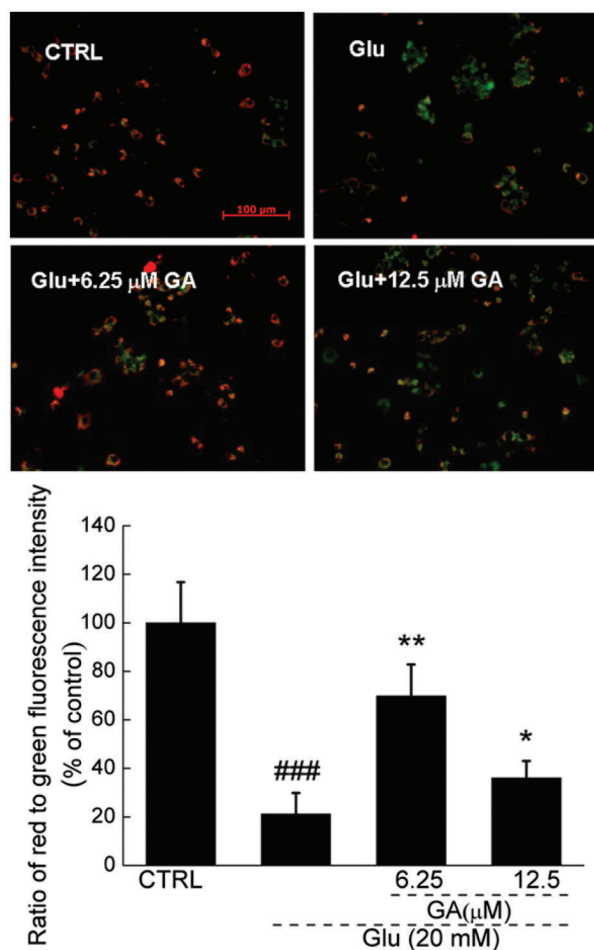 CTRL
Glu
100 μm
Glu+6.25 μM GA
Glu+12.5 μM GA
Ratio of red to green fluorescence intensity
(% of control)
140
120
100
80
60
40
20
0
###
**
*
CTRL
6.25
12.5
GA(μM)
Glu (20 mM)